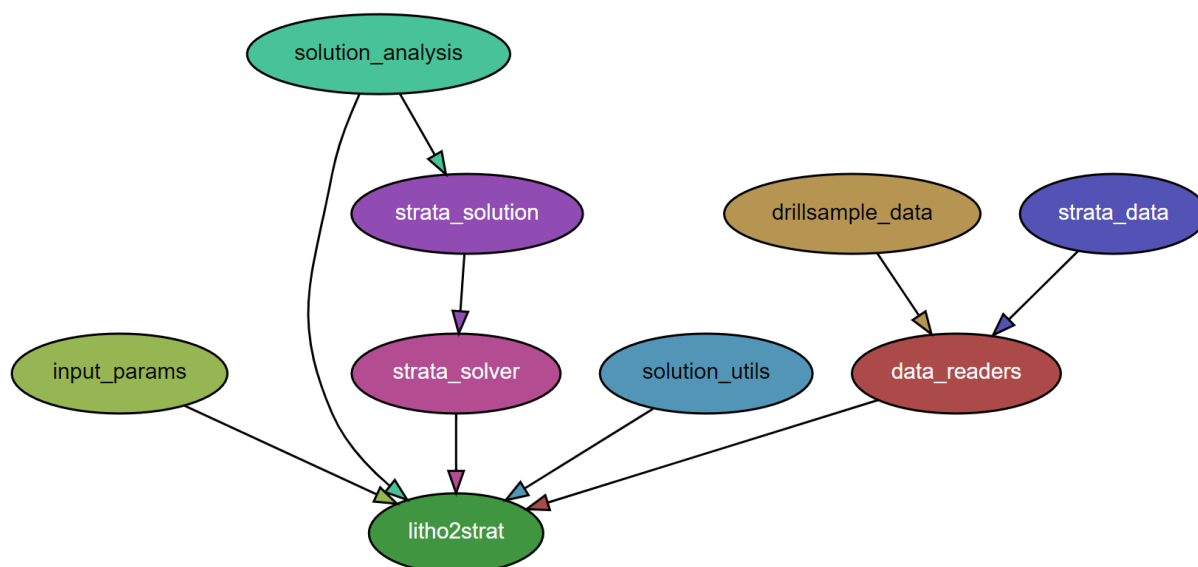 solution_analysis
strata_solution
drillsample_data
strata_data
input_params
strata_solver
solution_utils
data_readers
litho2strat